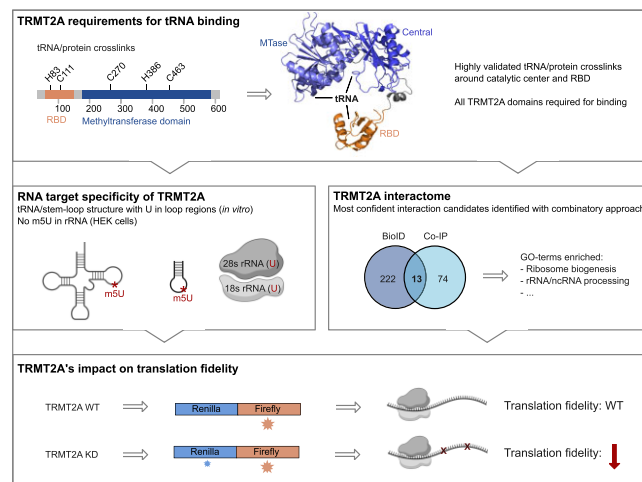 TRMT2A requirements for tRNA binding
tRNA/protein crosslinks
H83
C111
C270
H386
C463
100 200 300 400 500 600
RBD
Methyltransferase domain
MTase
Central
tRNA
RBD
Highly validated tRNA/protein crosslinks
around catalytic center and RBD
All TRMT2A domains required for binding
RNA target specificity of TRMT2A
tRNA/stem-loop structure with U in loop regions (in vitro)
No m5U in rRNA (HEK cells)
*
m5U
*
m5U
28s rRNA (U)
18s rRNA (U)
TRMT2A interactome
Most confident interaction candidates identified with combinatory approach
BioID
Co-IP
222
13
74
GO-terms enriched:
- Ribosome biogenesis
- rRNA/ncRNA processing
- ...
TRMT2A's impact on translation fidelity
TRMT2A WT
Renilla
Firefly
Translation fidelity: WT
TRMT2A KD
Renilla
Firefly
X
X
Translation fidelity: